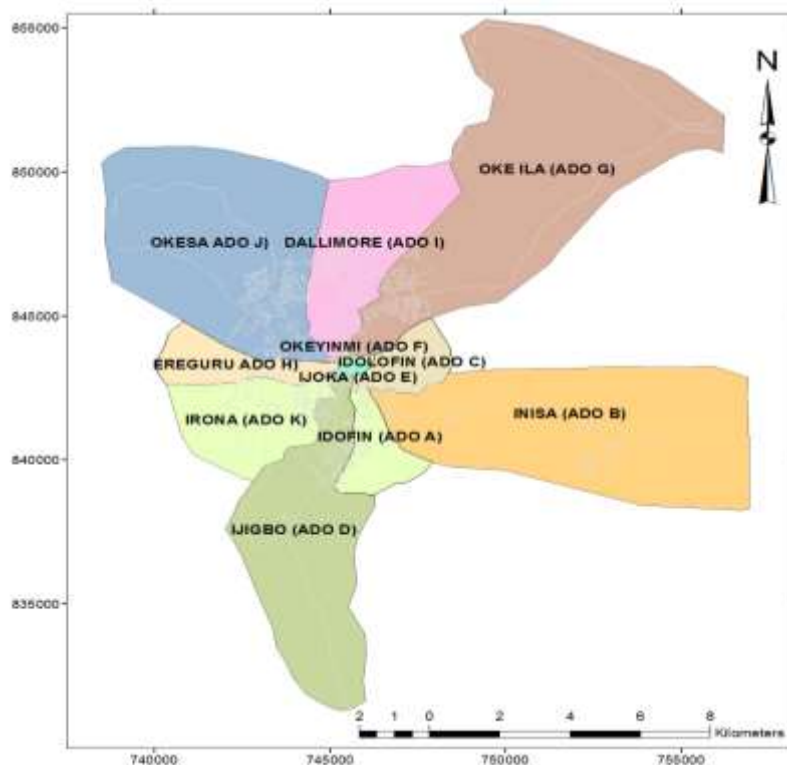 855000
N
OKE ILA (ADO G)
850000
OKESA ADO J)
DALLIMORE (ADO I)
845000
OKEYINMI (ADO F)
EREGURU ADO H)
IDOLOFIN (ADO C)
IJOKA (ADO E)
INISA (ADO B)
IRONA (ADO K)
IDOFIN (ADO A)
840000
IJIGBO (ADO D)
835000
2 1 0 2 4 6 8
Kilometers
740000 745000 750000 755000